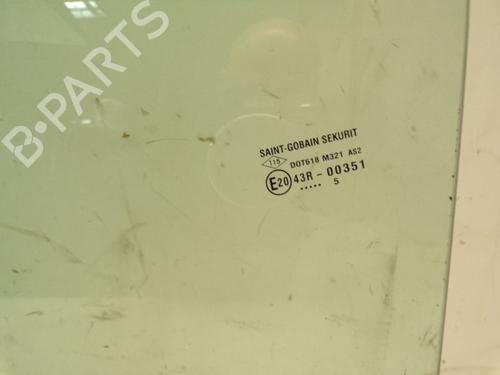 B-PARTS
SAINT-GOBAIN SEKURIT
115 DOT618 M321 AS2
E20 43R - 00351
..... 5